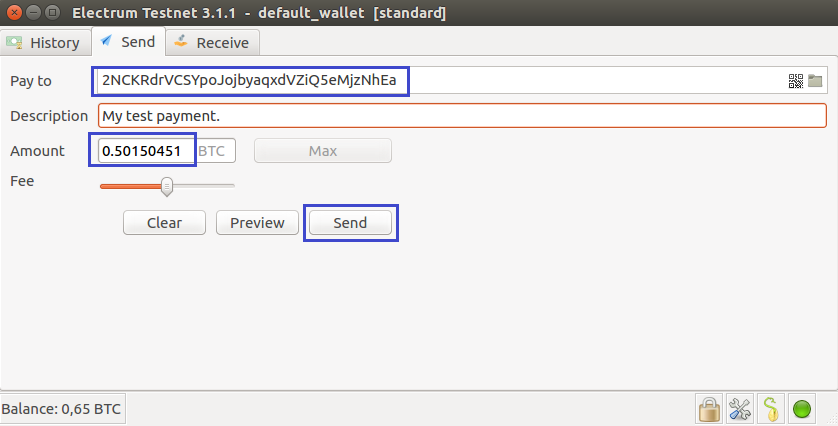 Electrum Testnet 3.1.1 - default_wallet [standard]
History Send Receive
Pay to 2NCKRdrVCSYpoJojbyaqxdVZiQ5eMjzNhEa
Description My test payment.
Amount 0.50150451 BTC Max
Fee
Clear Preview Send
Balance: 0,65 BTC